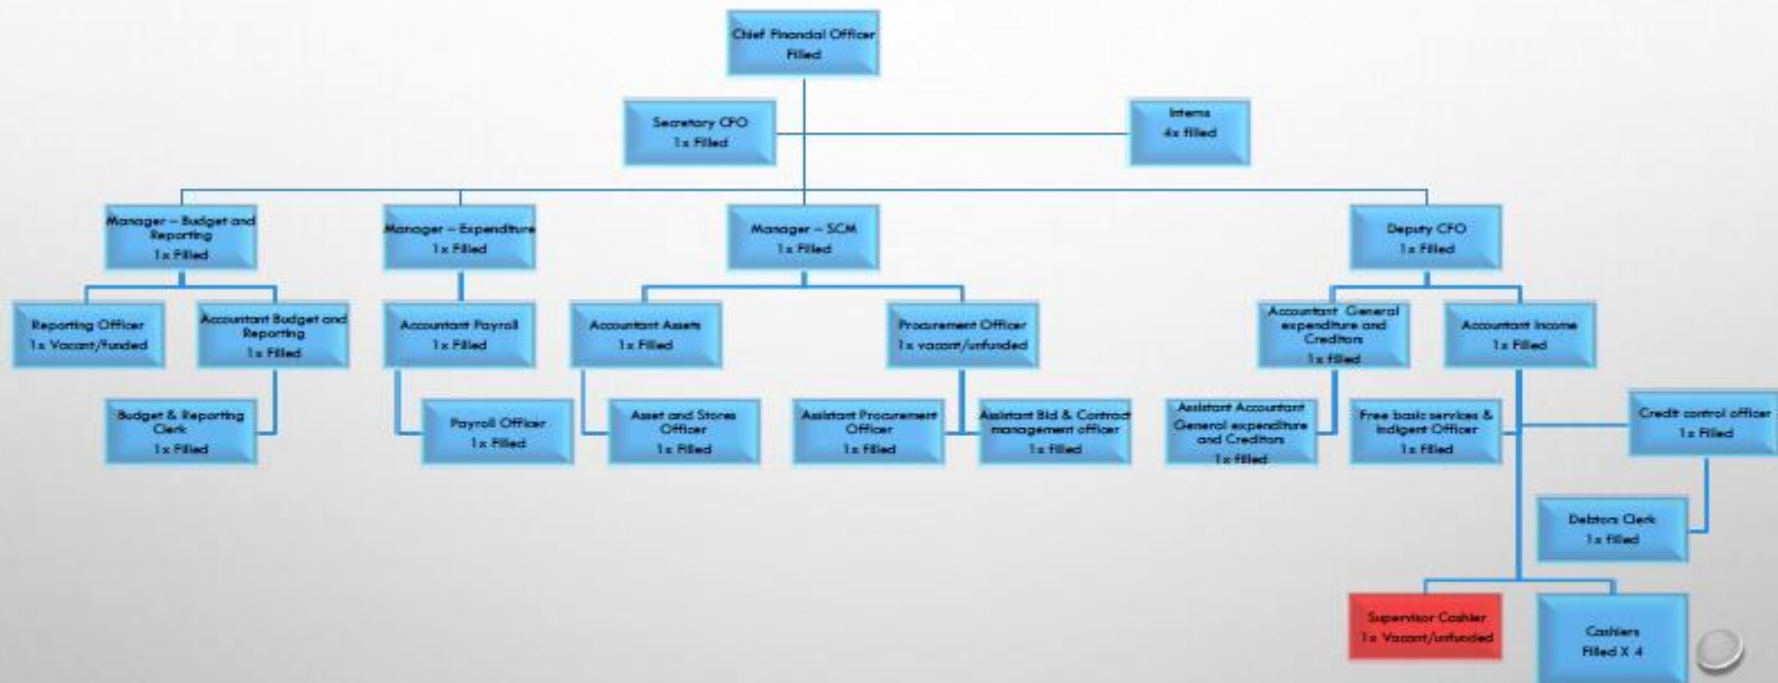 Chief Financial Officer
Filled
Secretary CFO
1x Filled
Interns
4x filled
Manager – Budget and
Reporting
1x Filled
Manager – Expenditure
1x Filled
Manager – SCM
1x Filled
Deputy CFO
1x Filled
Reporting Officer
1x Vacant/funded
Accountant Budget and
Reporting
1x Filled
Accountant Payroll
1x Filled
Accountant Assets
1x Filled
Procurement Officer
1x vacant/unfunded
Accountant General
expenditure and
Creditors
1x filled
Accountant Income
1x Filled
Budget & Reporting
Clerk
1x Filled
Payroll Officer
1x Filled
Asset and Stores
Officer
1x Filled
Assistant Procurement
Officer
1x Filled
Assistant Bid & Contract
management officer
1x Filled
Assistant Accountant
General expenditure
and Creditors
1x filled
Free basic services &
Indigent Officer
1x Filled
Credit control officer
1x Filled
Debtors Clerk
1x filled
Supervisor Cashier
1x Vacant/unfunded
Cashiers
Filled X 4